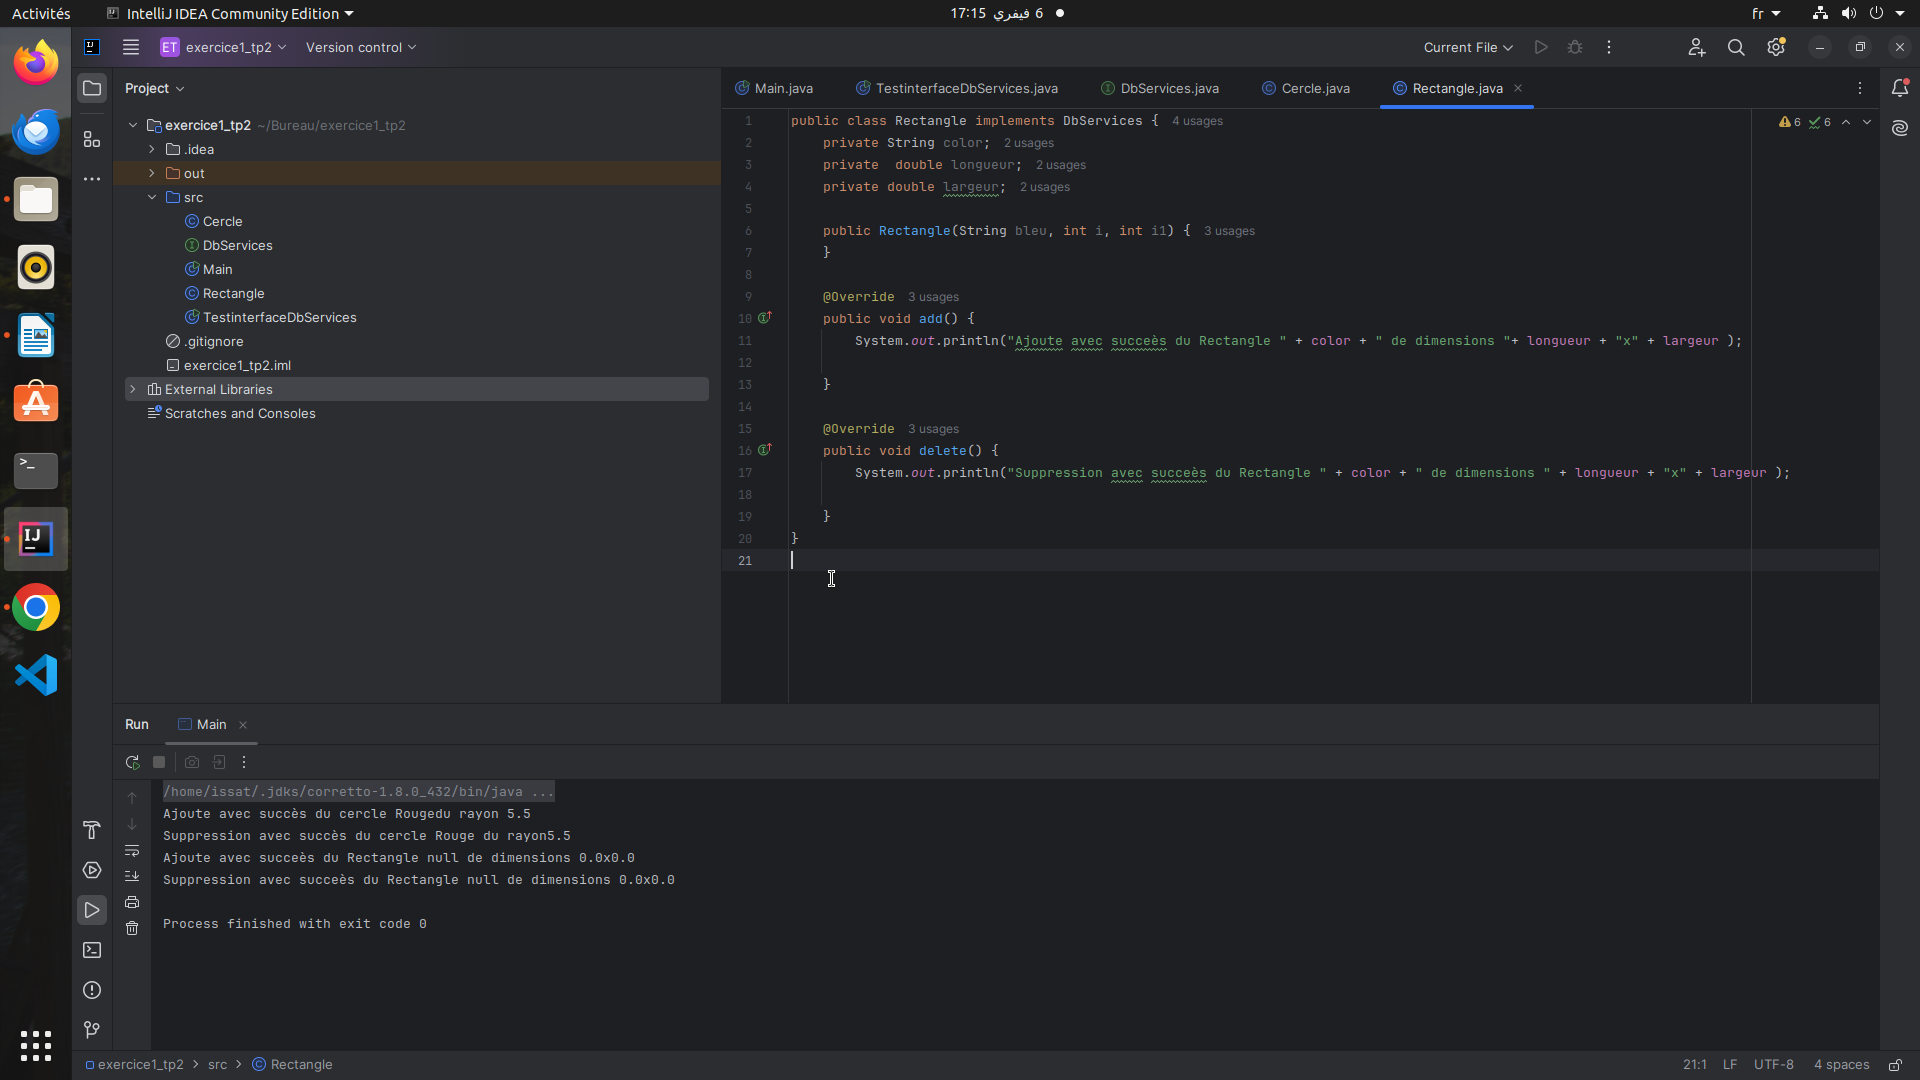 Activités
IntelliJ IDEA Community Edition
6 فيفري 17:15
fr
ET exercice1_tp2
Version control
Current File
Project
exercice1_tp2 ~/Bureau/exercice1_tp2
.idea
out
src
Cercle
DbServices
Main
Rectangle
TestinterfaceDbServices
.gitignore
exercice1_tp2.iml
External Libraries
Scratches and Consoles
Main.java
TestinterfaceDbServices.java
DbServices.java
Cercle.java
Rectangle.java
6 6
1 public class Rectangle implements DbServices { 4 usages
2 private String color; 2 usages
3 private  double longueur; 2 usages
4 private double largeur; 2 usages
5
6 public Rectangle(String bleu, int i, int i1) { 3 usages
7 }
8
9 @Override 3 usages
10 public void add() {
11 System.out.println("Ajoute avec succeès du Rectangle " + color + " de dimensions "+ longueur + "x" + largeur );
12
13 }
14
15 @Override 3 usages
16 public void delete() {
17 System.out.println("Suppression avec succeès du Rectangle " + color + " de dimensions " + longueur + "x" + largeur );
18
19 }
20 }
21
Run
Main
/home/issat/.jdks/corretto-1.8.0_432/bin/java ...
Ajoute avec succès du cercle Rougedu rayon 5.5
Suppression avec succès du cercle Rouge du rayon5.5
Ajoute avec succeès du Rectangle null de dimensions 0.0x0.0
Suppression avec succeès du Rectangle null de dimensions 0.0x0.0
Process finished with exit code 0
exercice1_tp2 > src > Rectangle
21:1 LF UTF-8 4 spaces